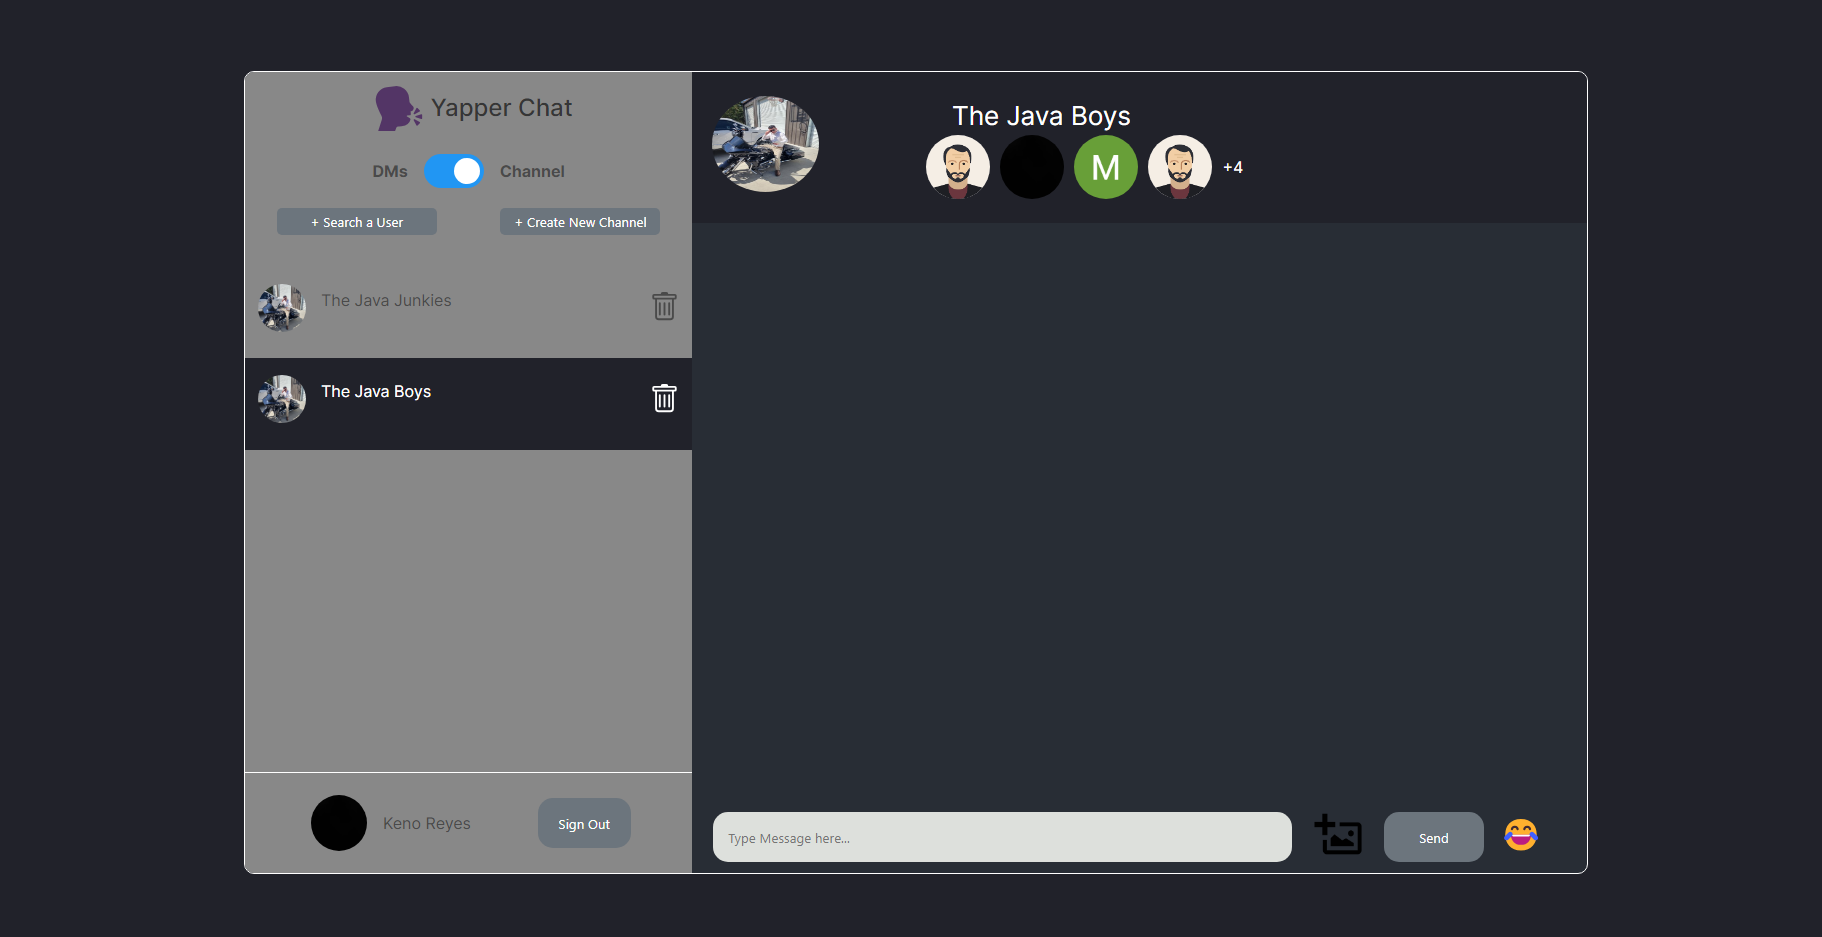 Yapper Chat
DMs
Channel
+ Search a User
+ Create New Channel
The Java Junkies
The Java Boys
Keno Reyes
Sign Out
The Java Boys
M
+4
Type Message here...
Send